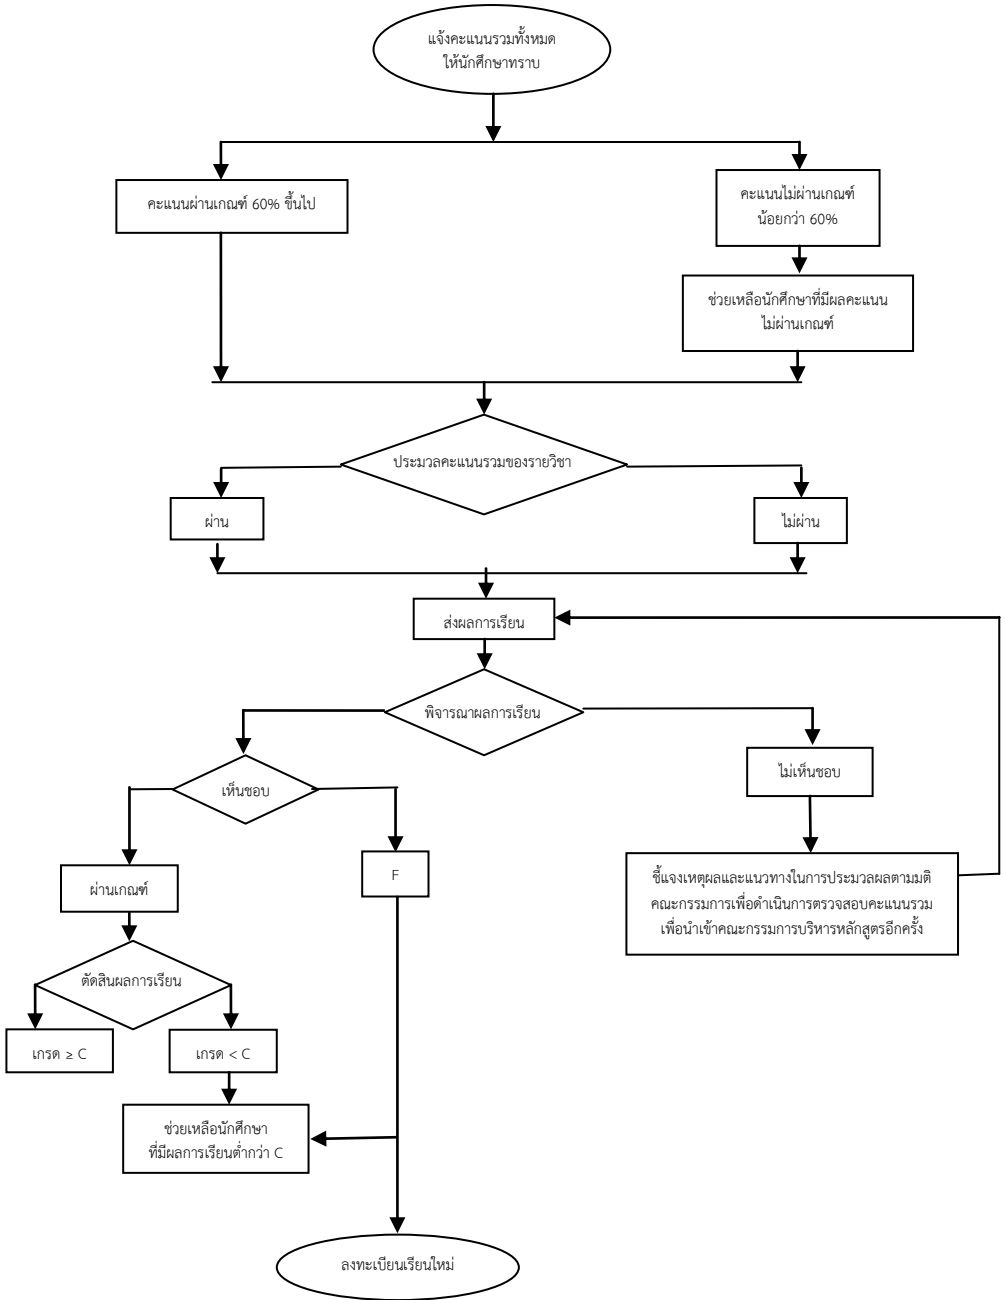 แจ้งคะแนนรวมทั้งหมด
ให้นักศึกษาทราบ
คะแนนผ่านเกณฑ์ 60% ขึ้นไป
คะแนนไม่ผ่านเกณฑ์
น้อยกว่า 60%
ช่วยเหลือนักศึกษาที่มีผลคะแนน
ไม่ผ่านเกณฑ์
ประมวลคะแนนรวมของรายวิชา
ผ่าน
ไม่ผ่าน
ส่งผลการเรียน
พิจารณาผลการเรียน
เห็นชอบ
ไม่เห็นชอบ
ผ่านเกณฑ์
F
ชี้แจงเหตุผลและแนวทางในการประมวลผลตามมติ
คณะกรรมการเพื่อดำเนินการตรวจสอบคะแนนรวม
เพื่อนำเข้าคณะกรรมการบริหารหลักสูตรอีกครั้ง
ตัดสินผลการเรียน
เกรด ≥ C
เกรด < C
ช่วยเหลือนักศึกษา
ที่มีผลการเรียนต่ำกว่า C
ลงทะเบียนเรียนใหม่